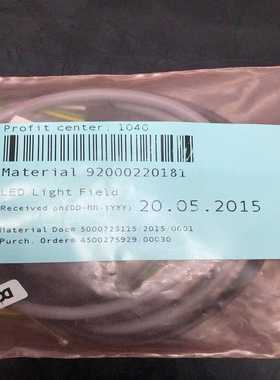 Profit center: 1040
Material 92000220181
LED Light Field
Received on(DD-MM-YYYY) 20.05.2015
Material Doc# 5000725115 2015 0001
Purch. Order# 4500275929 00030